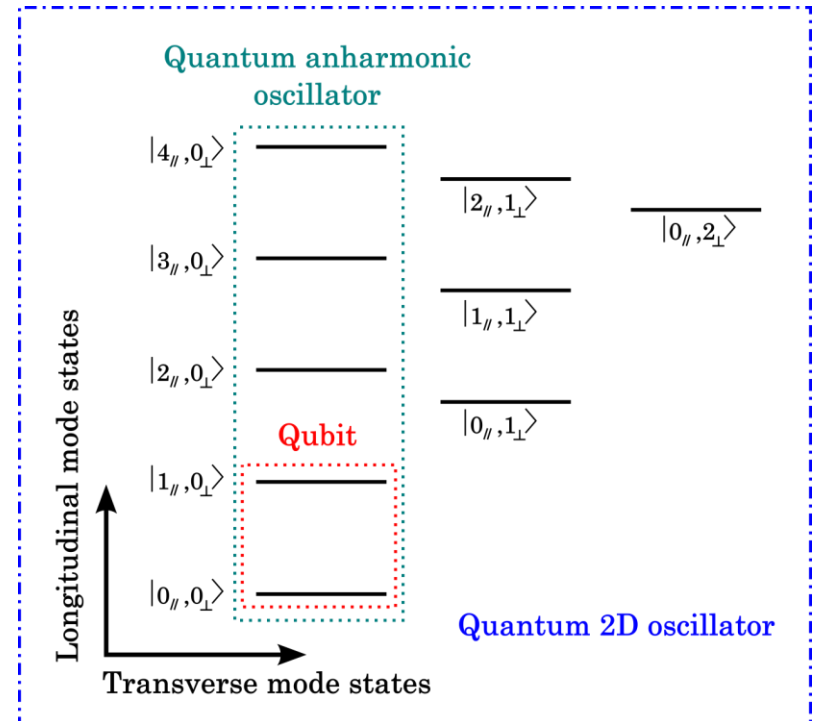 Quantum anharmonic
oscillator
|4⫽,0⊥⟩
|2⫽,1⊥⟩
|0⫽,2⊥⟩
|3⫽,0⊥⟩
|1⫽,1⊥⟩
|2⫽,0⊥⟩
|0⫽,1⊥⟩
Qubit
|1⫽,0⊥⟩
|0⫽,0⊥⟩
Longitudinal mode states
Quantum 2D oscillator
Transverse mode states